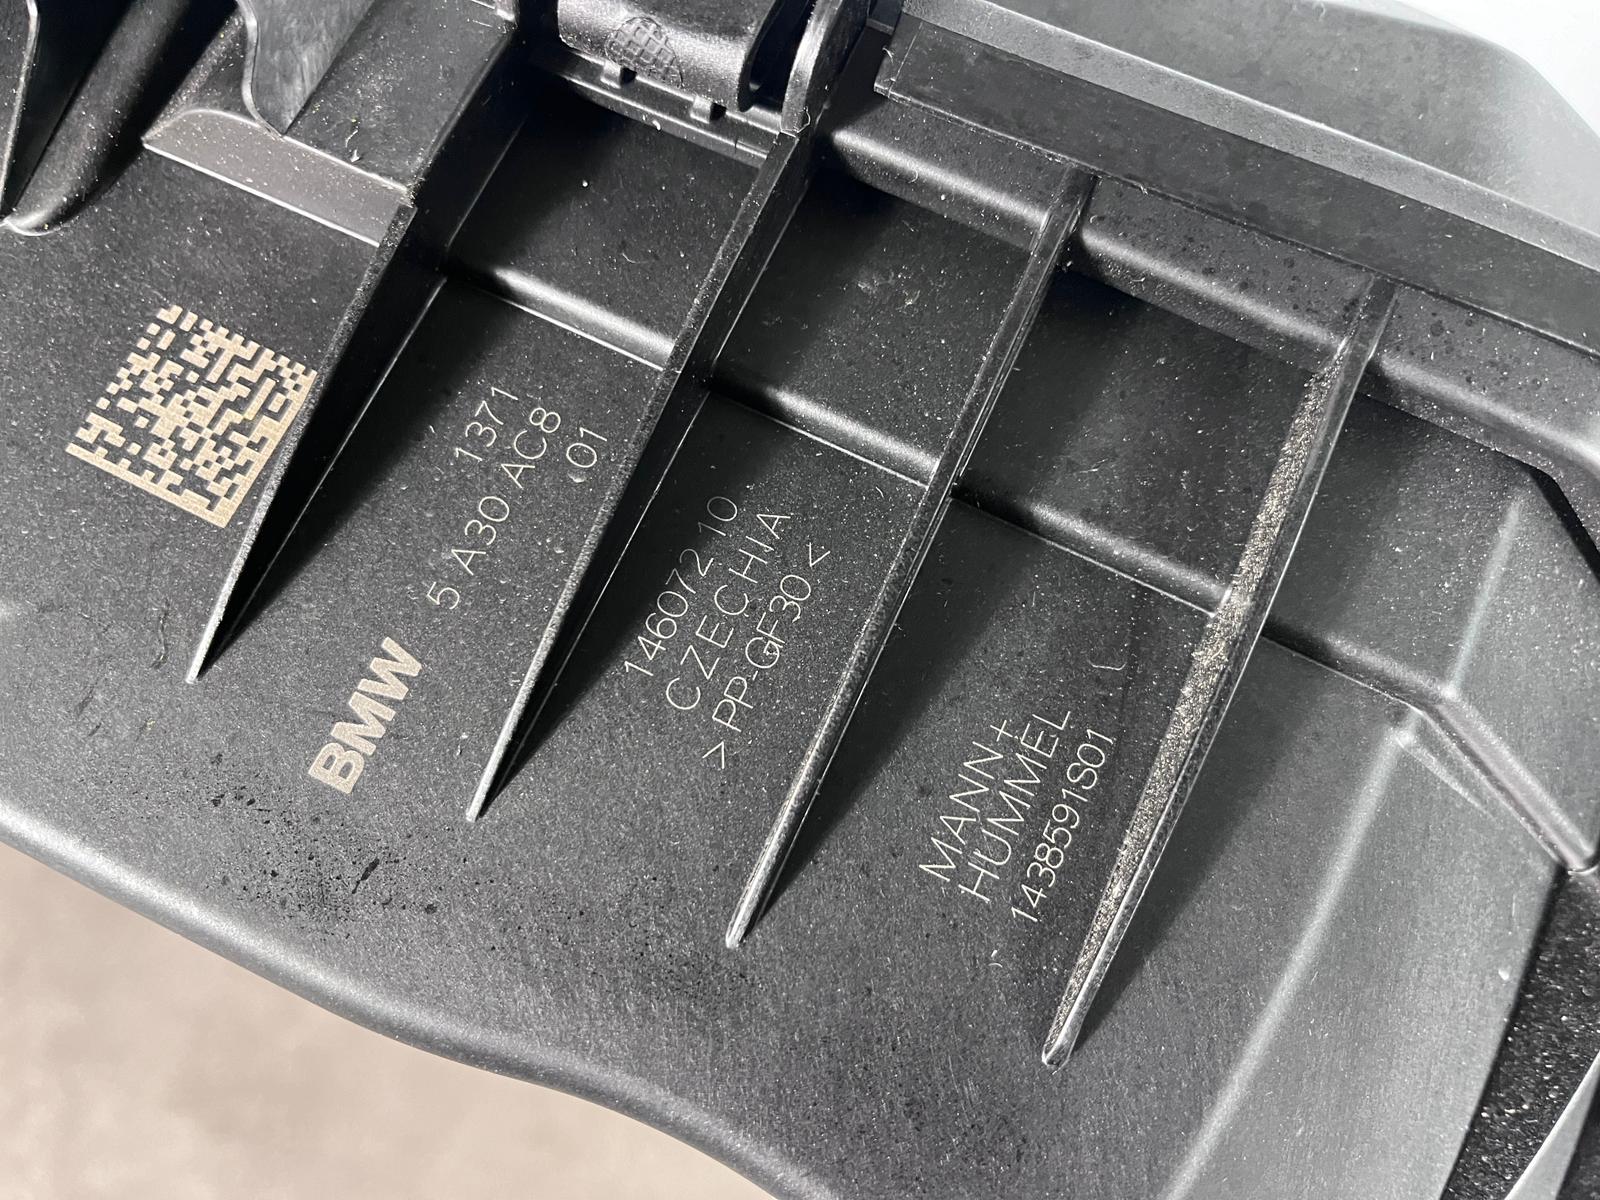 1371
5 A30 AC8
01
BMW
146072 10
CZECHIA
>PP-GF30<
MANN+
HUMMEL
1438591S01